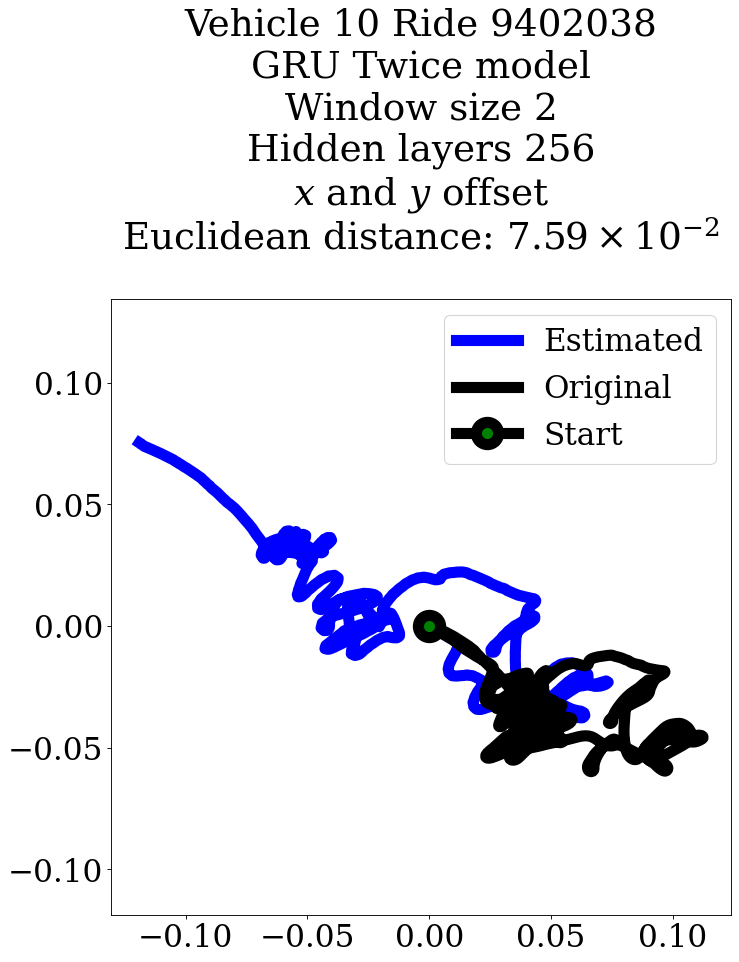 Vehicle 10 Ride 9402038
GRU Twice model
Window size 2
Hidden layers 256
x and y offset
Euclidean distance: 7.59 × 10⁻²
Estimated
Original
Start
0.10
0.05
0.00
−0.05
−0.10
−0.10 −0.05 0.00 0.05 0.10